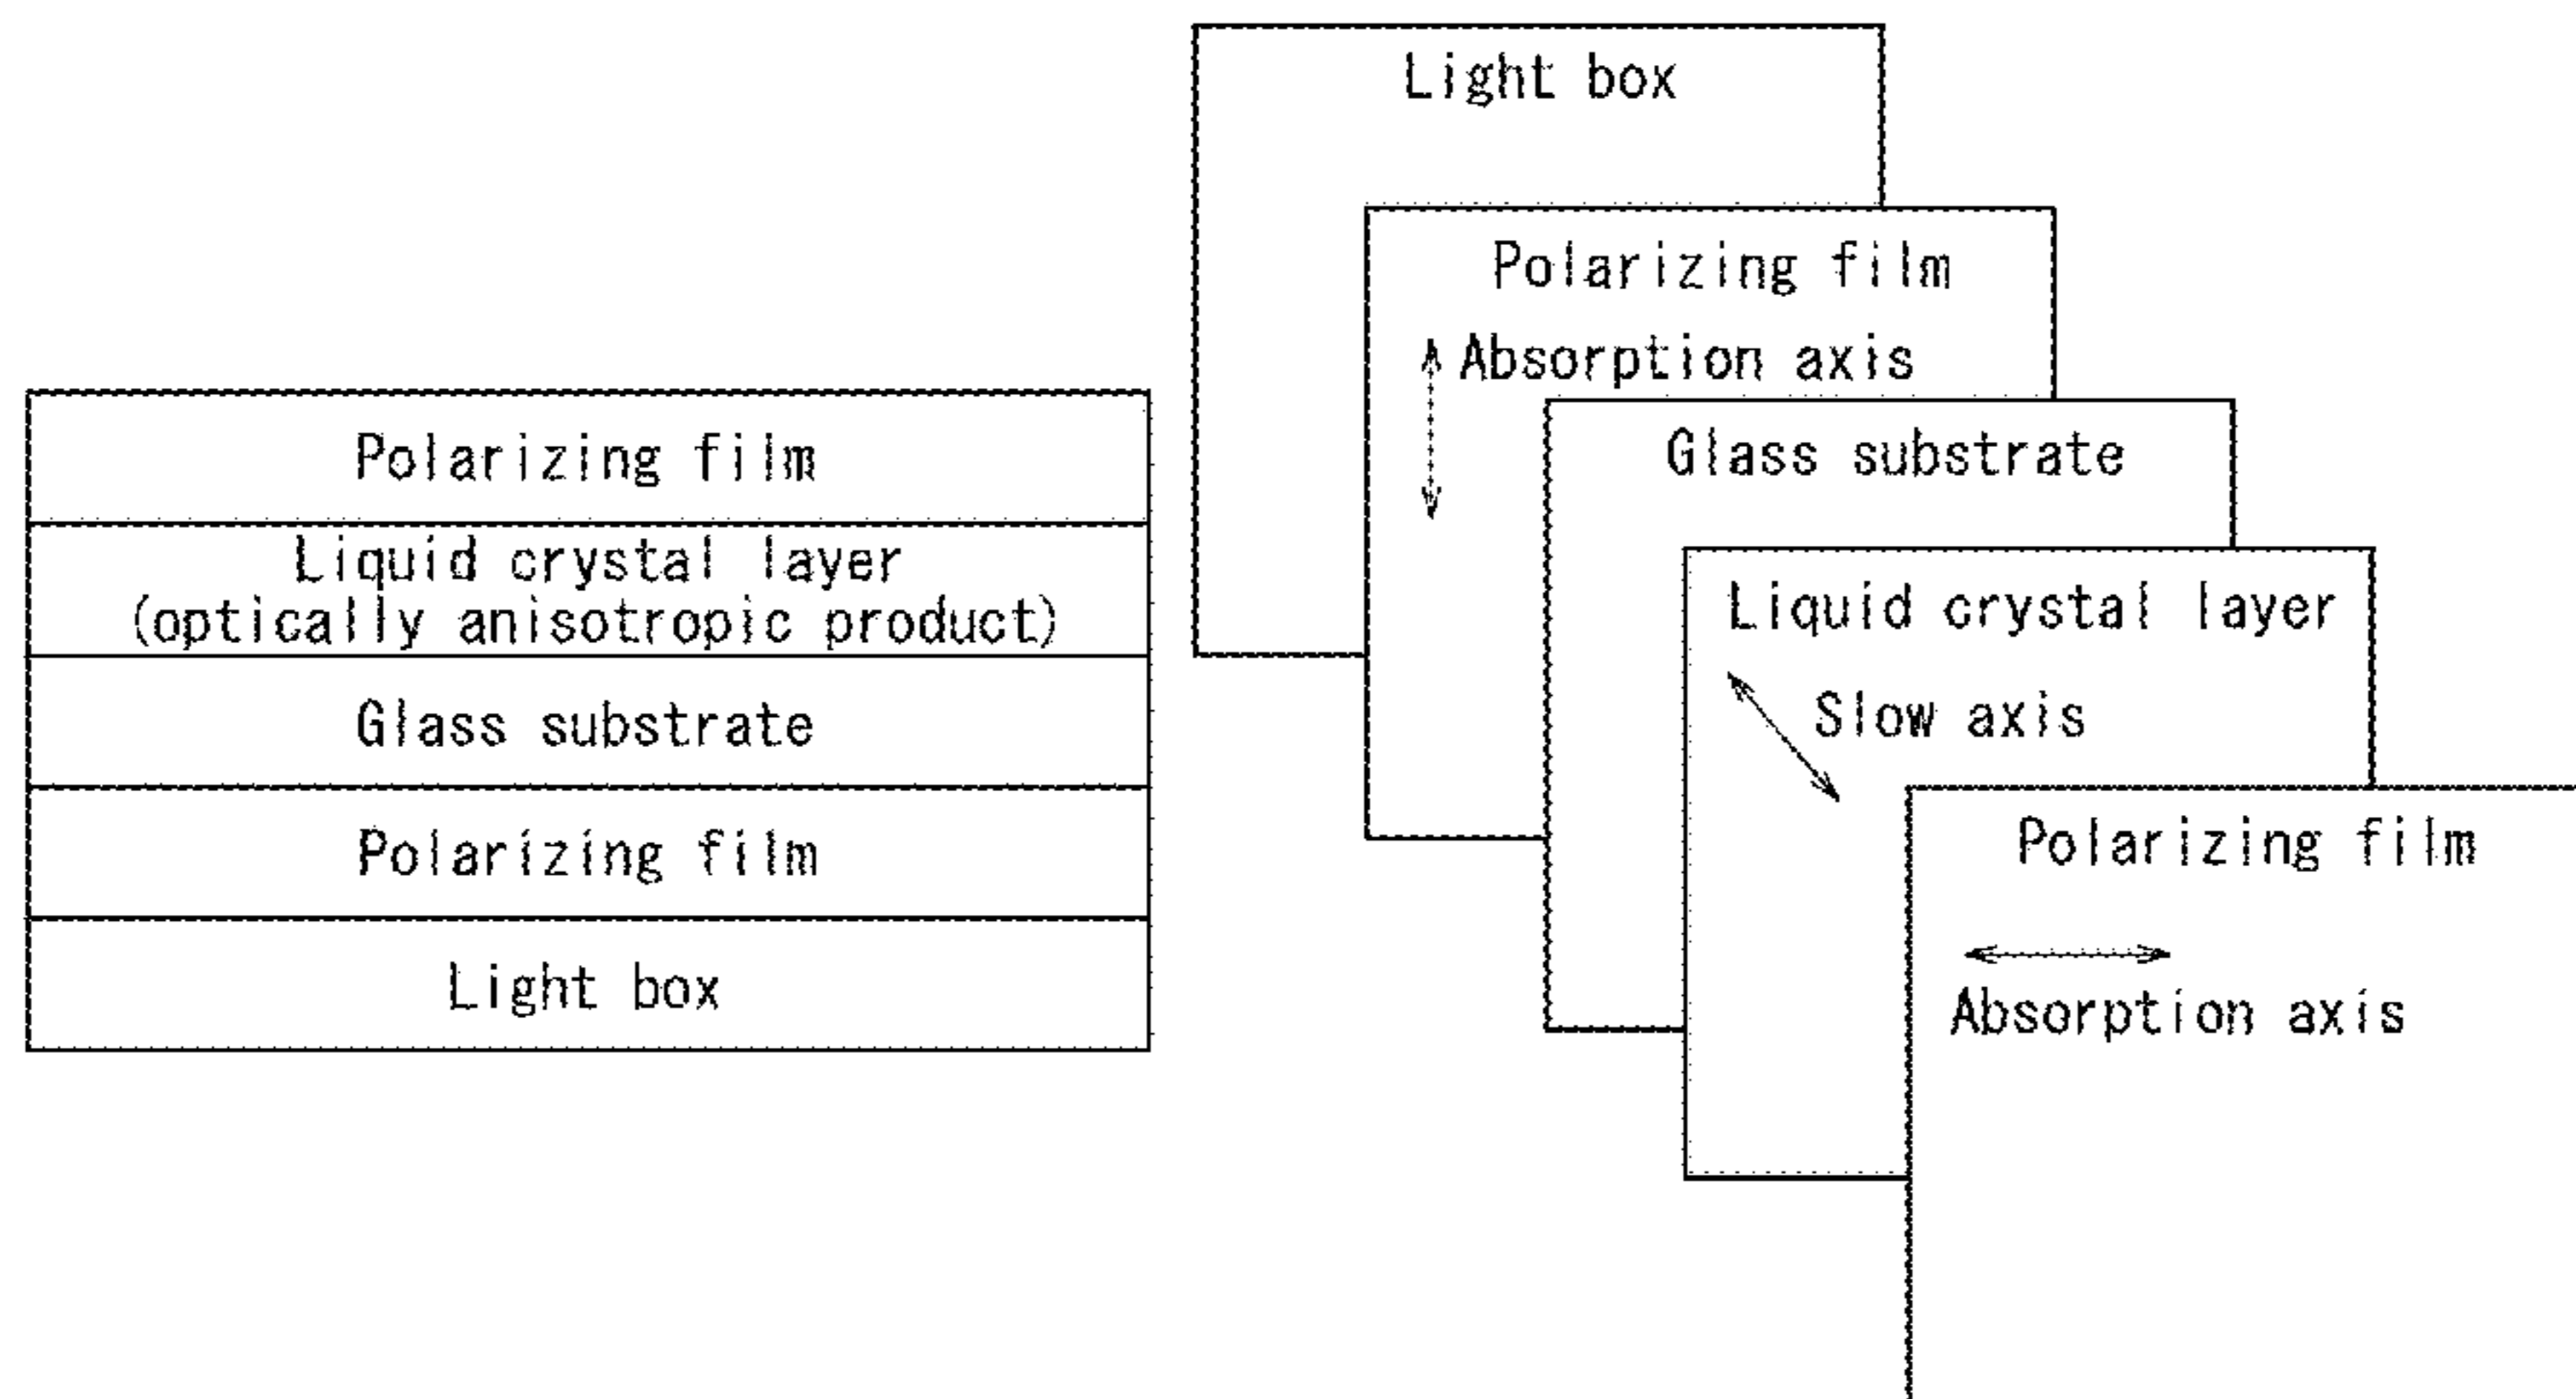 Polarizing film
Liquid crystal layer
(optically anisotropic product)
Glass substrate
Polarizing film
Light box
Light box
Polarizing film
Absorption axis
Glass substrate
Liquid crystal layer
Slow axis
Polarizing film
Absorption axis